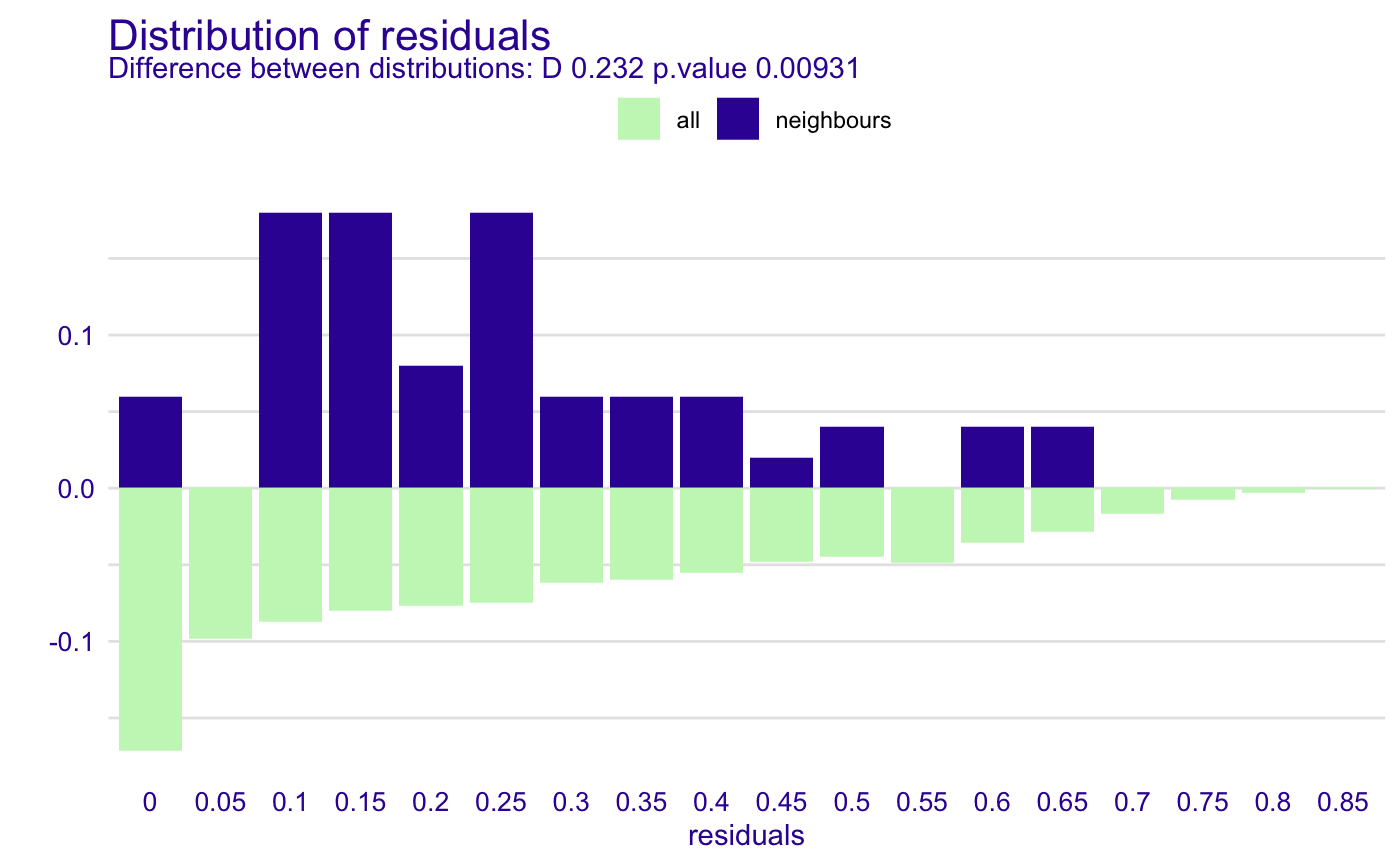 Distribution of residuals
Difference between distributions: D 0.232 p.value 0.00931
all neighbours
0.1
0.0
-0.1
0 0.05 0.1 0.15 0.2 0.25 0.3 0.35 0.4 0.45 0.5 0.55 0.6 0.65 0.7 0.75 0.8 0.85
residuals